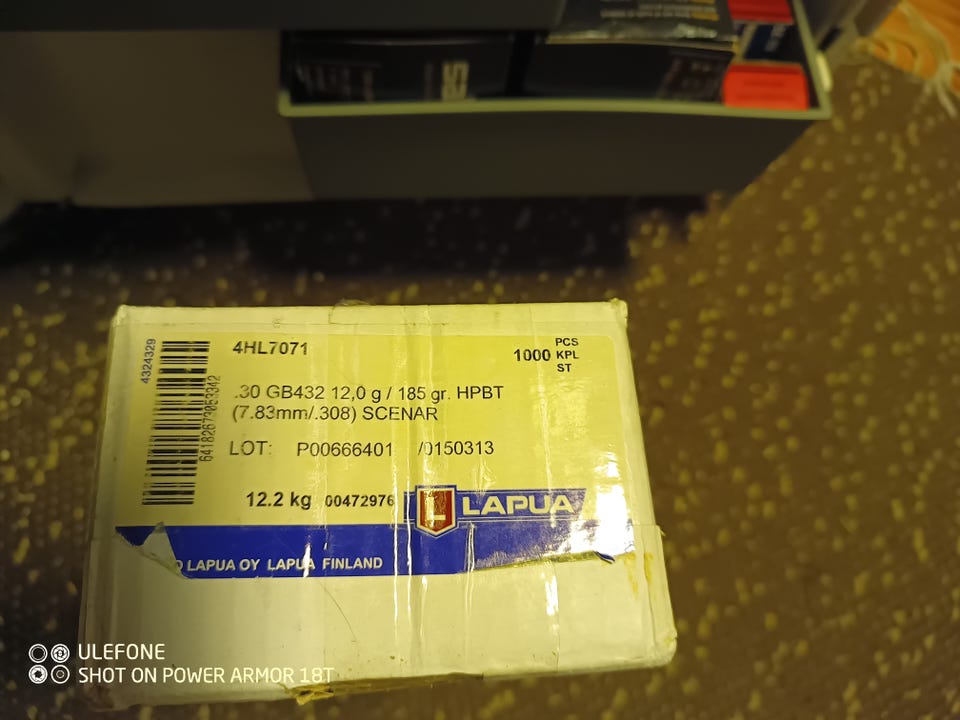 4324329
64182673053342
4HL7071
1000 PCS
KPL
ST
.30 GB432 12,0 g / 185 gr. HPBT
(7.83mm/.308) SCENAR
LOT: P00666401 /0150313
12.2 kg 00472976
L LAPUA
LAPUA OY LAPUA FINLAND
ULEFONE
SHOT ON POWER ARMOR 18T